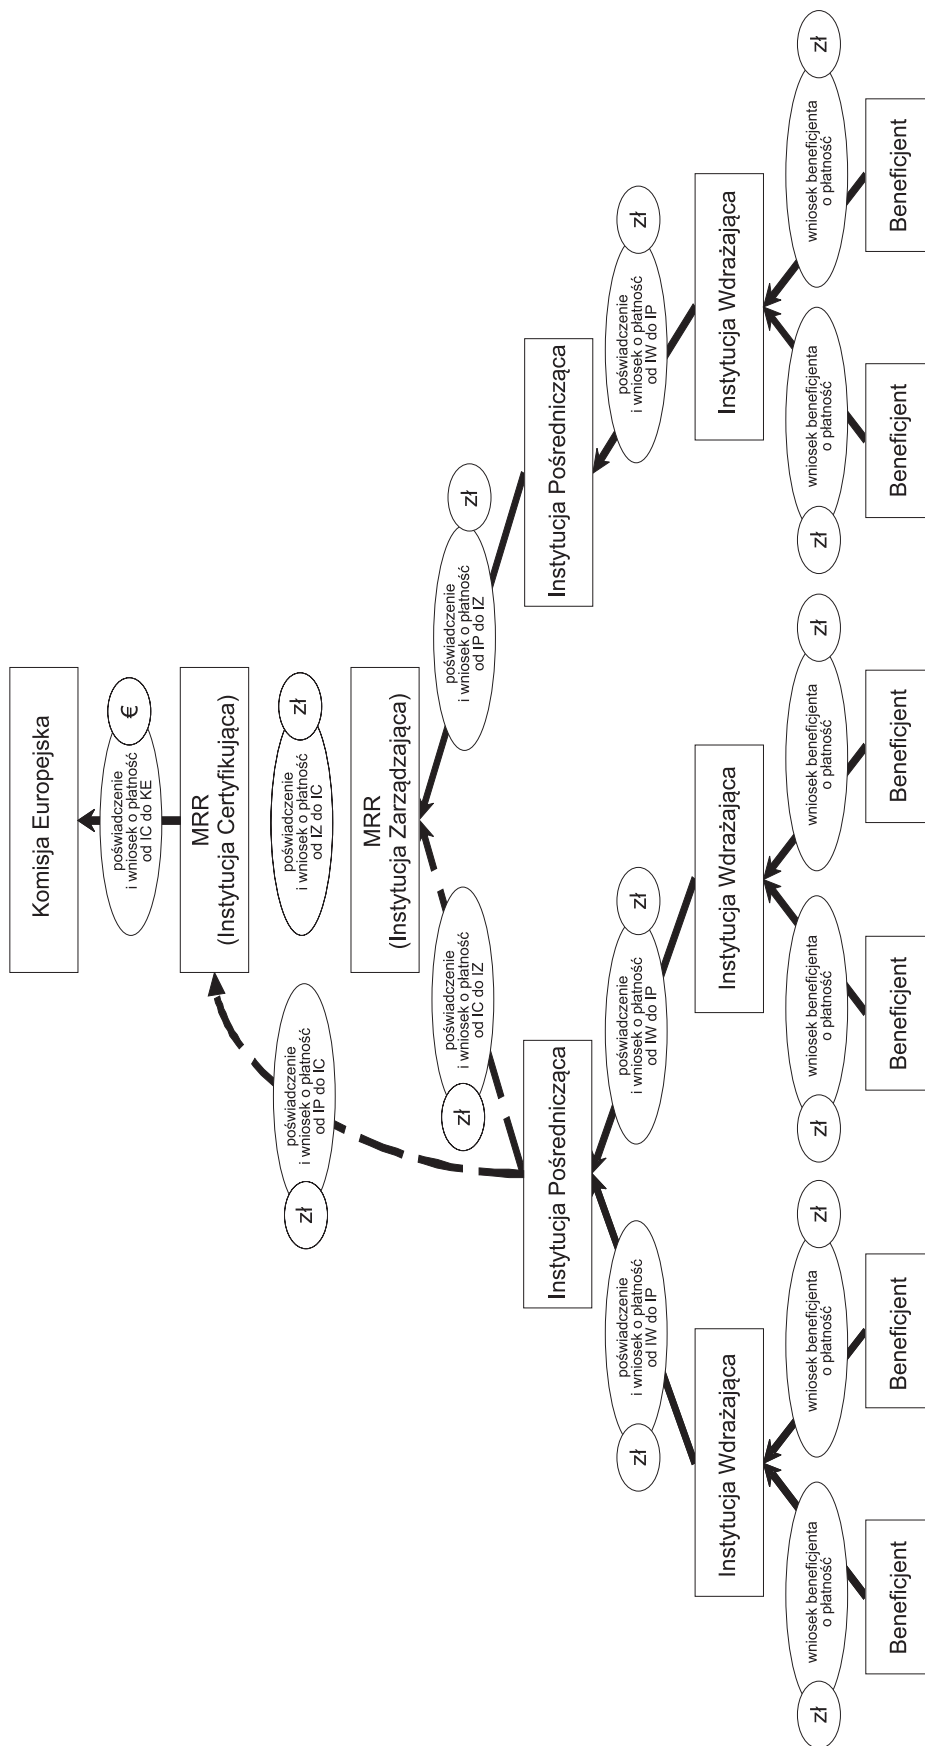 Komisja Europejska
poświadczenie
i wniosek o płatność
od IC do KE
€
MRR
(Instytucja Certyfikująca)
zł
poświadczenie
i wniosek o płatność
od IP do IC
poświadczenie
i wniosek o płatność
od IZ do IC
zł
MRR
(Instytucja Zarządzająca)
zł
poświadczenie
i wniosek o płatność
od IC do IZ
poświadczenie
i wniosek o płatność
od IP do IZ
zł
Instytucja Pośrednicząca
Instytucja Pośrednicząca
zł
poświadczenie
i wniosek o płatność
od IW do IP
poświadczenie
i wniosek o płatność
od IW do IP
zł
poświadczenie
i wniosek o płatność
od IW do IP
zł
Instytucja Wdrażająca
Instytucja Wdrażająca
Instytucja Wdrażająca
zł
wniosek beneficjenta
o płatność
wniosek beneficjenta
o płatność
zł
zł
wniosek beneficjenta
o płatność
wniosek beneficjenta
o płatność
zł
zł
wniosek beneficjenta
o płatność
wniosek beneficjenta
o płatność
zł
Beneficjent
Beneficjent
Beneficjent
Beneficjent
Beneficjent
Beneficjent